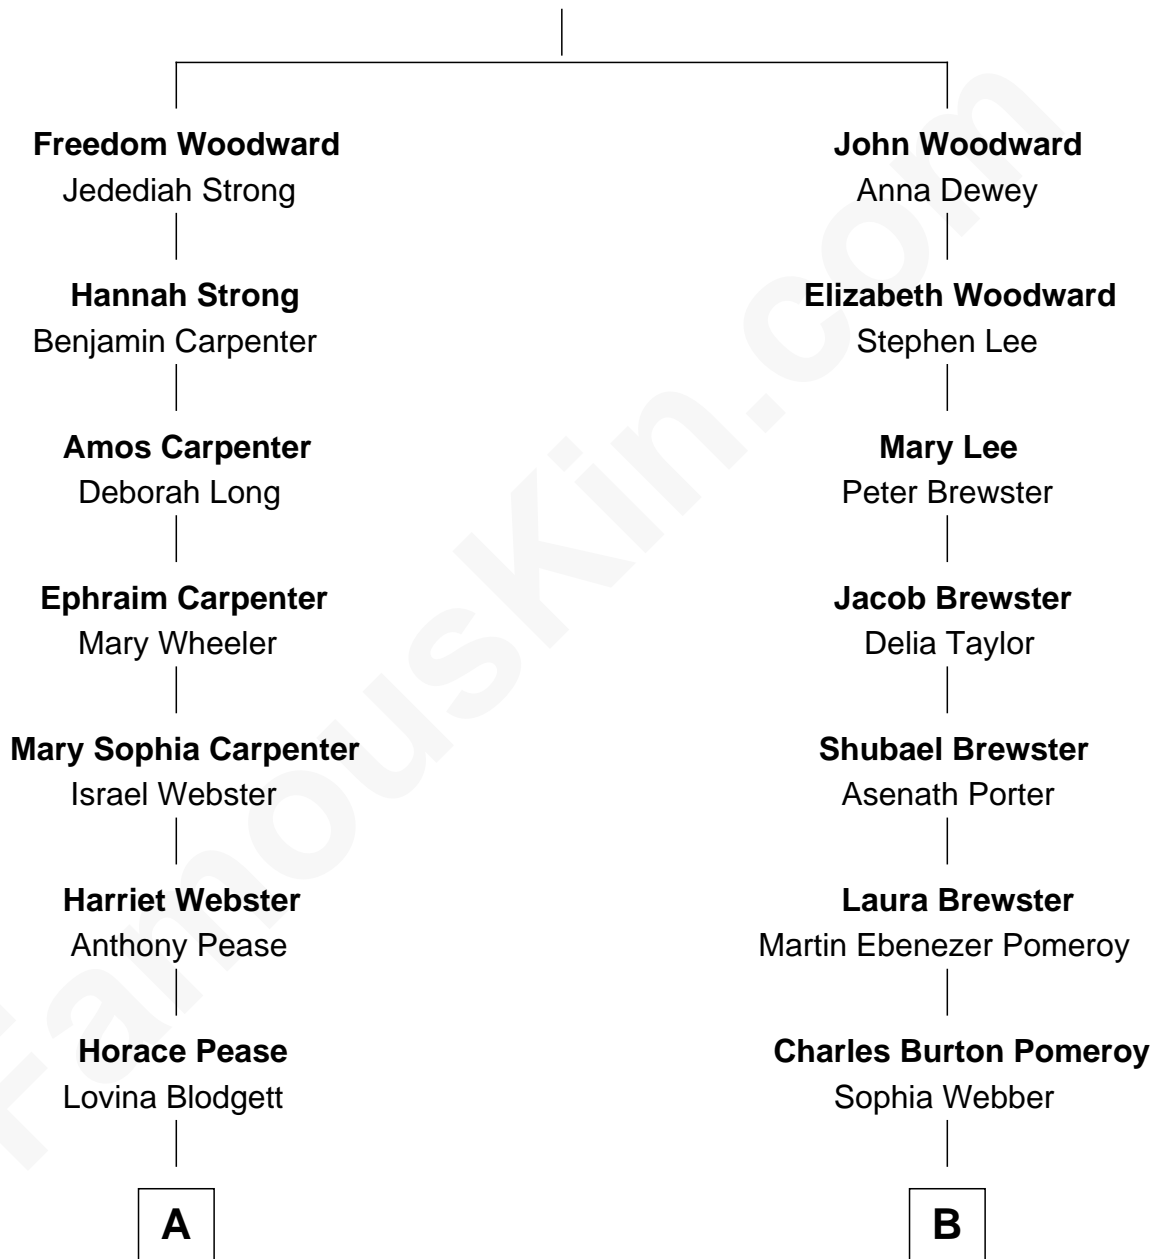 Freedom Woodward
Jedediah Strong
Hannah Strong
Benjamin Carpenter
Amos Carpenter
Deborah Long
Ephraim Carpenter
Mary Wheeler
Mary Sophia Carpenter
Israel Webster
Harriet Webster
Anthony Pease
Horace Pease
Lovina Blodgett
A
John Woodward
Anna Dewey
Elizabeth Woodward
Stephen Lee
Mary Lee
Peter Brewster
Jacob Brewster
Delia Taylor
Shubael Brewster
Asenath Porter
Laura Brewster
Martin Ebenezer Pomeroy
Charles Burton Pomeroy
Sophia Webber
B
FamousKin.com